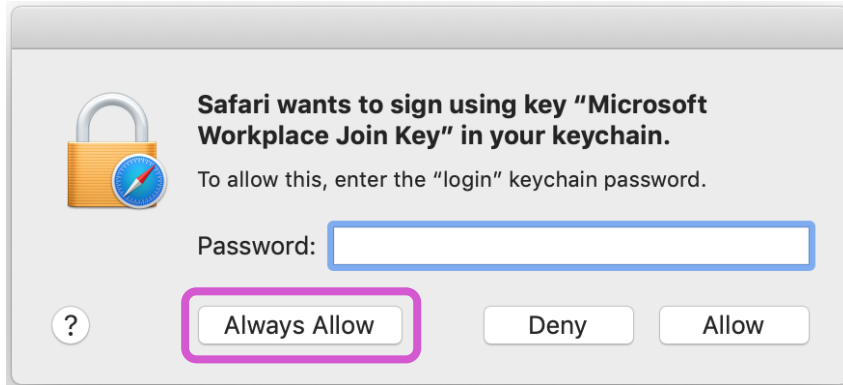 Safari wants to sign using key “Microsoft
Workplace Join Key” in your keychain.
To allow this, enter the “login” keychain password.
Password:
?
Always Allow
Deny
Allow